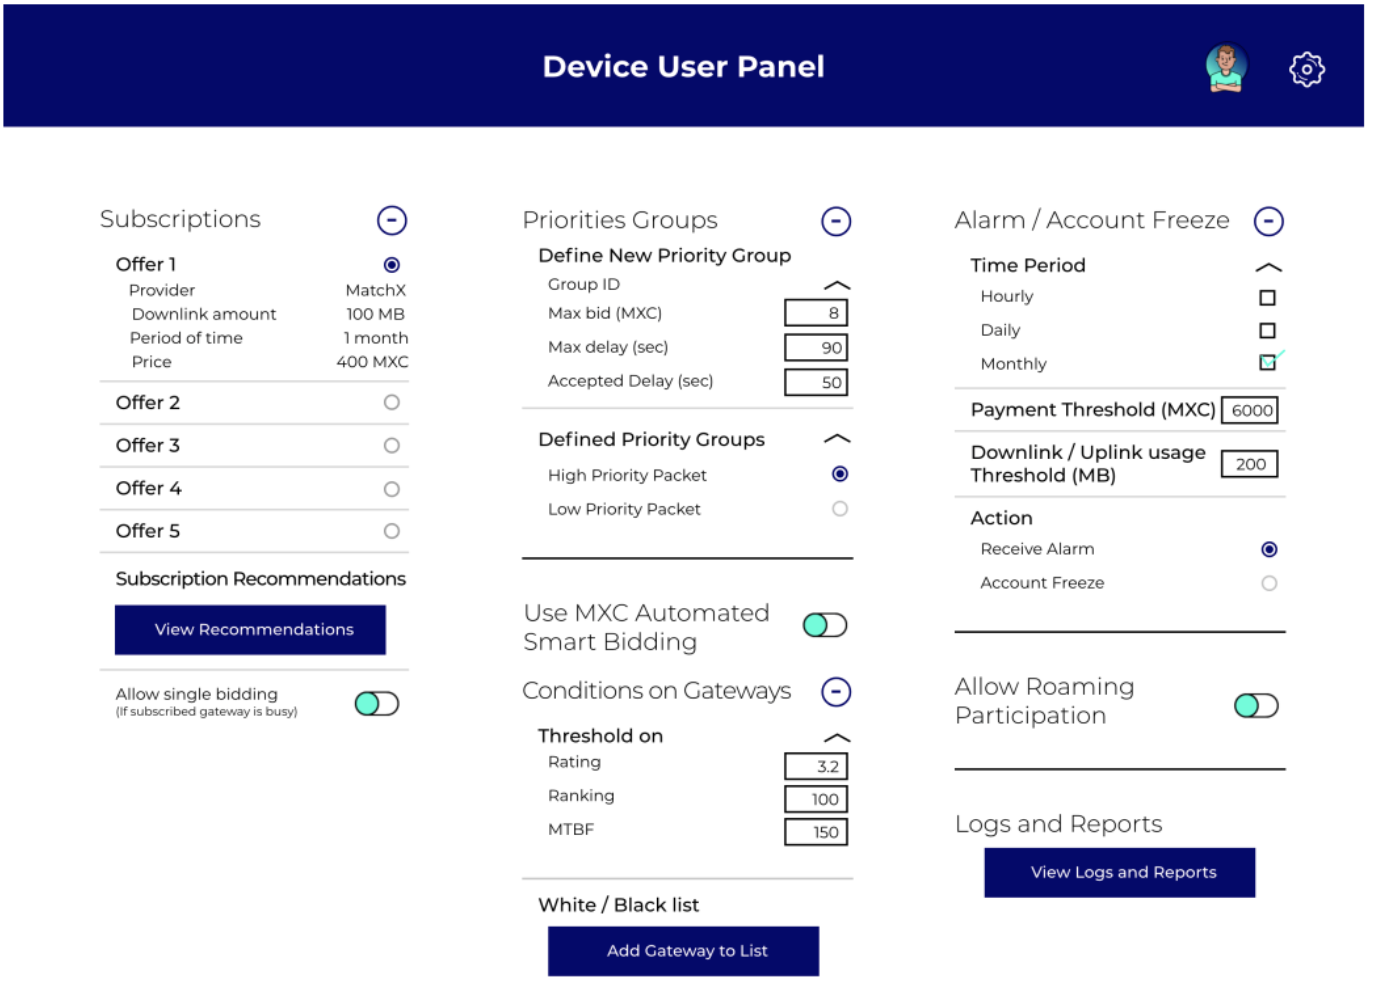 Device User Panel
Subscriptions
Offer 1
Provider MatchX
Downlink amount 100 MB
Period of time 1 month
Price 400 MXC
Offer 2
Offer 3
Offer 4
Offer 5
Subscription Recommendations
View Recommendations
Allow single bidding
(If subscribed gateway is busy)
Priorities Groups
Define New Priority Group
Group ID
Max bid (MXC) 8
Max delay (sec) 90
Accepted Delay (sec) 50
Defined Priority Groups
High Priority Packet
Low Priority Packet
Use MXC Automated
Smart Bidding
Conditions on Gateways
Threshold on
Rating 3.2
Ranking 100
MTBF 150
White / Black list
Add Gateway to List
Alarm / Account Freeze
Time Period
Hourly
Daily
Monthly
Payment Threshold (MXC) 6000
Downlink / Uplink usage
Threshold (MB) 200
Action
Receive Alarm
Account Freeze
Allow Roaming
Participation
Logs and Reports
View Logs and Reports